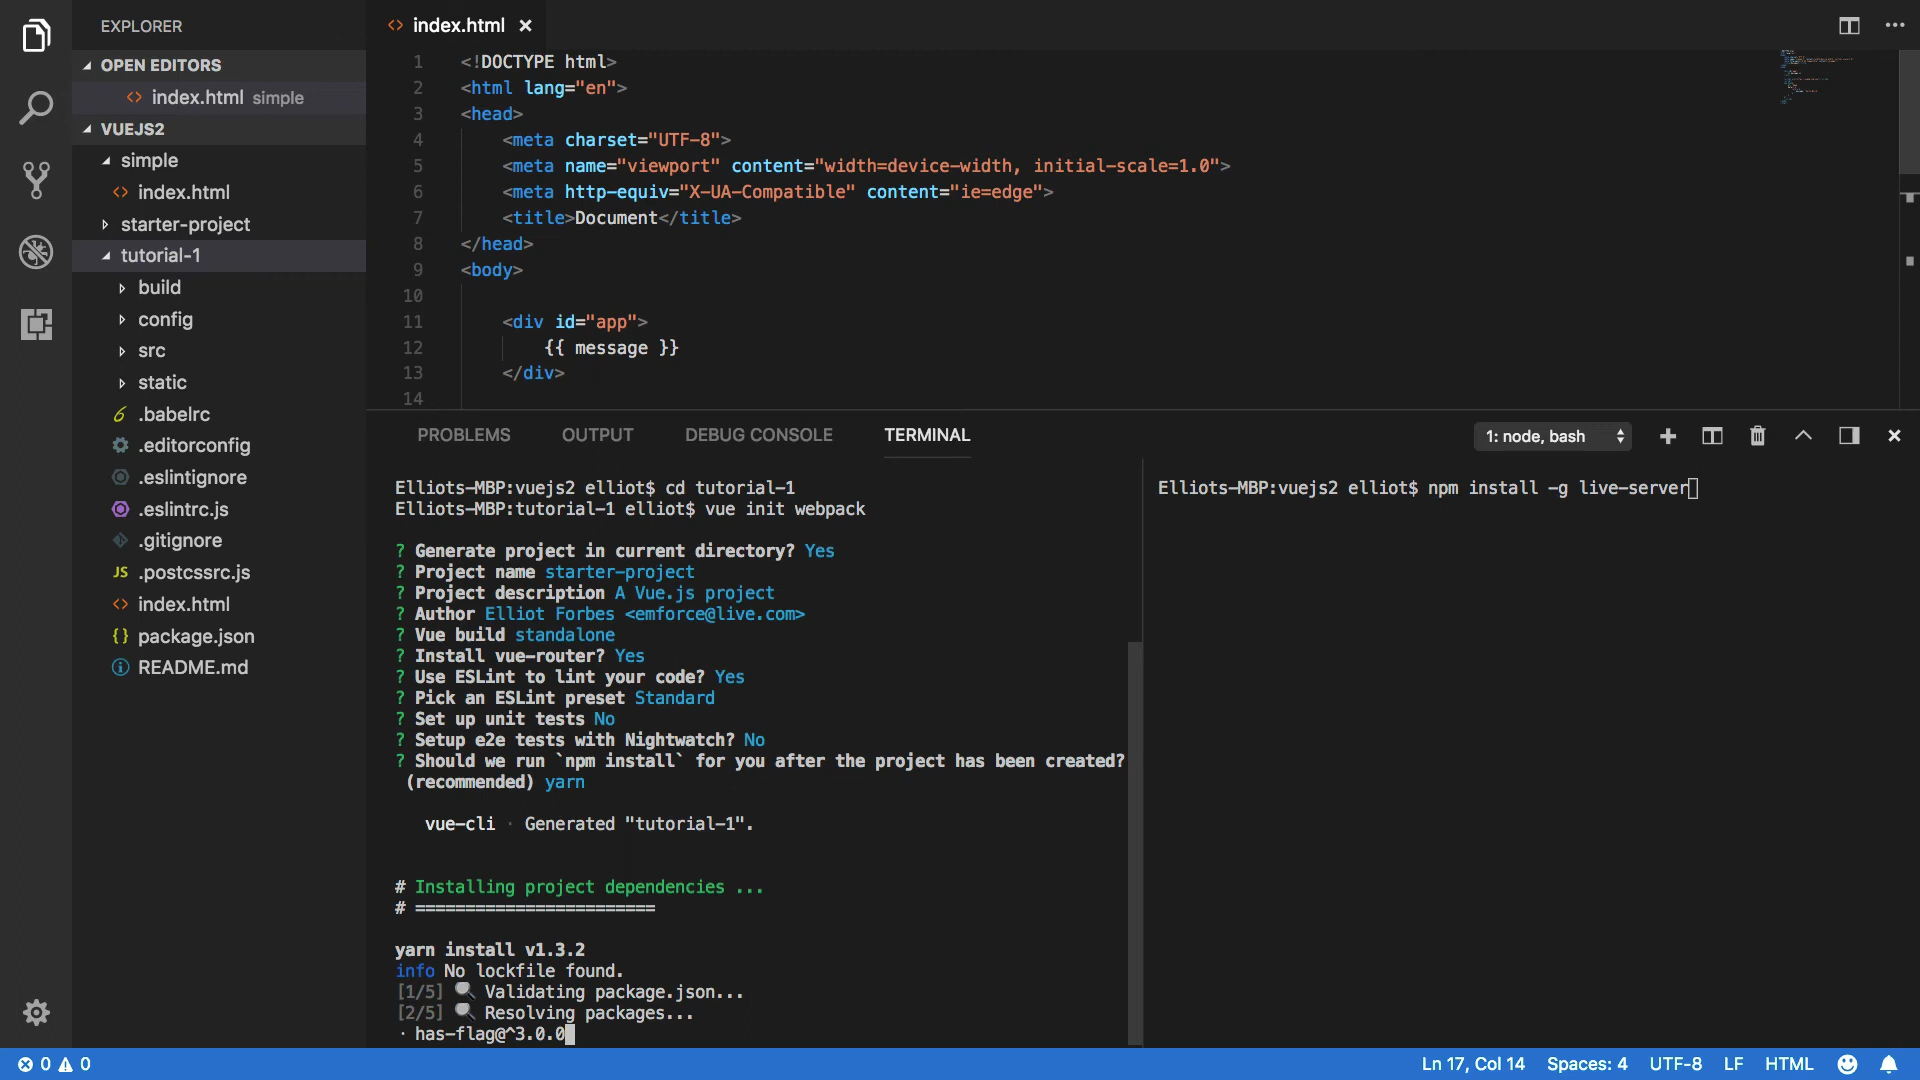 EXPLORER
OPEN EDITORS
<> index.html simple
VUEJS2
simple
<> index.html
starter-project
tutorial-1
build
config
src
static
.babelrc
.editorconfig
.eslintignore
.eslintrc.js
.gitignore
JS .postcssrc.js
<> index.html
{} package.json
README.md
<> index.html
1 <!DOCTYPE html>
2 <html lang="en">
3 <head>
4 <meta charset="UTF-8">
5 <meta name="viewport" content="width=device-width, initial-scale=1.0">
6 <meta http-equiv="X-UA-Compatible" content="ie=edge">
7 <title>Document</title>
8 </head>
9 <body>
10
11 <div id="app">
12 {{ message }}
13 </div>
14
PROBLEMS OUTPUT DEBUG CONSOLE TERMINAL 1: node, bash
Elliots-MBP:vuejs2 elliot$ cd tutorial-1
Elliots-MBP:tutorial-1 elliot$ vue init webpack
? Generate project in current directory? Yes
? Project name starter-project
? Project description A Vue.js project
? Author Elliot Forbes <emforce@live.com>
? Vue build standalone
? Install vue-router? Yes
? Use ESLint to lint your code? Yes
? Pick an ESLint preset Standard
? Set up unit tests No
? Setup e2e tests with Nightwatch? No
? Should we run `npm install` for you after the project has been created?
(recommended) yarn
vue-cli · Generated "tutorial-1".
# Installing project dependencies ...
# ========================
yarn install v1.3.2
info No lockfile found.
[1/5] 🔍 Validating package.json...
[2/5] 🔍 Resolving packages...
· has-flag@^3.0.0
Elliots-MBP:vuejs2 elliot$ npm install -g live-server
0 0 Ln 17, Col 14 Spaces: 4 UTF-8 LF HTML